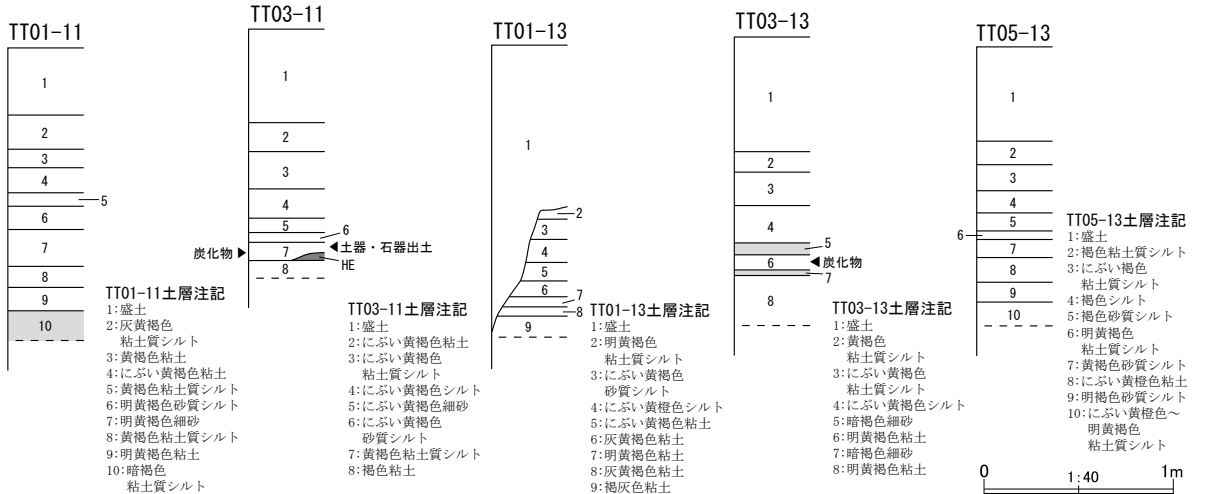 TT01-11
1
2
3
4
5
6
7
8
9
10
TT01-11土層注記
1:盛土
2:灰黄褐色
粘土質シルト
3:黄褐色粘土
4:にぶい黄褐色粘土
5:黄褐色粘土質シルト
6:明黄褐色砂質シルト
7:明黄褐色細砂
8:黄褐色粘土質シルト
9:明黄褐色粘土
10:暗褐色
粘土質シルト
TT03-11
1
2
3
4
5
6
7
8
炭化物
土器・石器出土
HE
TT03-11土層注記
1:盛土
2:にぶい黄褐色粘土
3:にぶい黄褐色
粘土質シルト
4:にぶい黄褐色シルト
5:にぶい黄褐色細砂
6:にぶい黄褐色
砂質シルト
7:黄褐色粘土質シルト
8:褐色粘土
TT01-13
1
2
3
4
5
6
7
8
9
TT01-13土層注記
1:盛土
2:明黄褐色
粘土質シルト
3:にぶい黄褐色
砂質シルト
4:にぶい黄橙色シルト
5:にぶい黄褐色粘土
6:灰黄褐色粘土
7:明黄褐色粘土
8:灰黄褐色粘土
9:褐灰色粘土
TT03-13
1
2
3
4
5
6
7
8
炭化物
TT03-13土層注記
1:盛土
2:黄褐色
粘土質シルト
3:にぶい黄褐色
粘土質シルト
4:にぶい黄褐色シルト
5:暗褐色細砂
6:明黄褐色粘土
7:暗褐色細砂
8:明黄褐色粘土
TT05-13
1
2
3
4
5
6
7
8
9
10
TT05-13土層注記
1:盛土
2:褐色粘土質シルト
3:にぶい褐色
粘土質シルト
4:褐色シルト
5:褐色砂質シルト
6:明黄褐色
粘土質シルト
7:黄褐色砂質シルト
8:にぶい黄橙色粘土
9:明褐色砂質シルト
10:にぶい黄橙色～
明黄褐色
粘土質シルト
0
1:40
1m